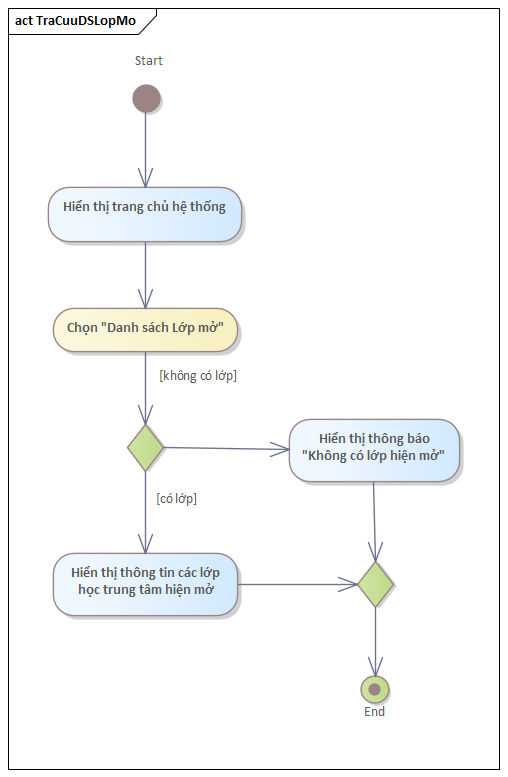 act TraCuuDSLopMo
Start
Hiển thị trang chủ hệ thống
Chọn "Danh sách Lớp mở"
[không có lớp]
Hiển thị thông báo
"Không có lớp hiện mở"
[có lớp]
Hiển thị thông tin các lớp
học trung tâm hiện mở
End